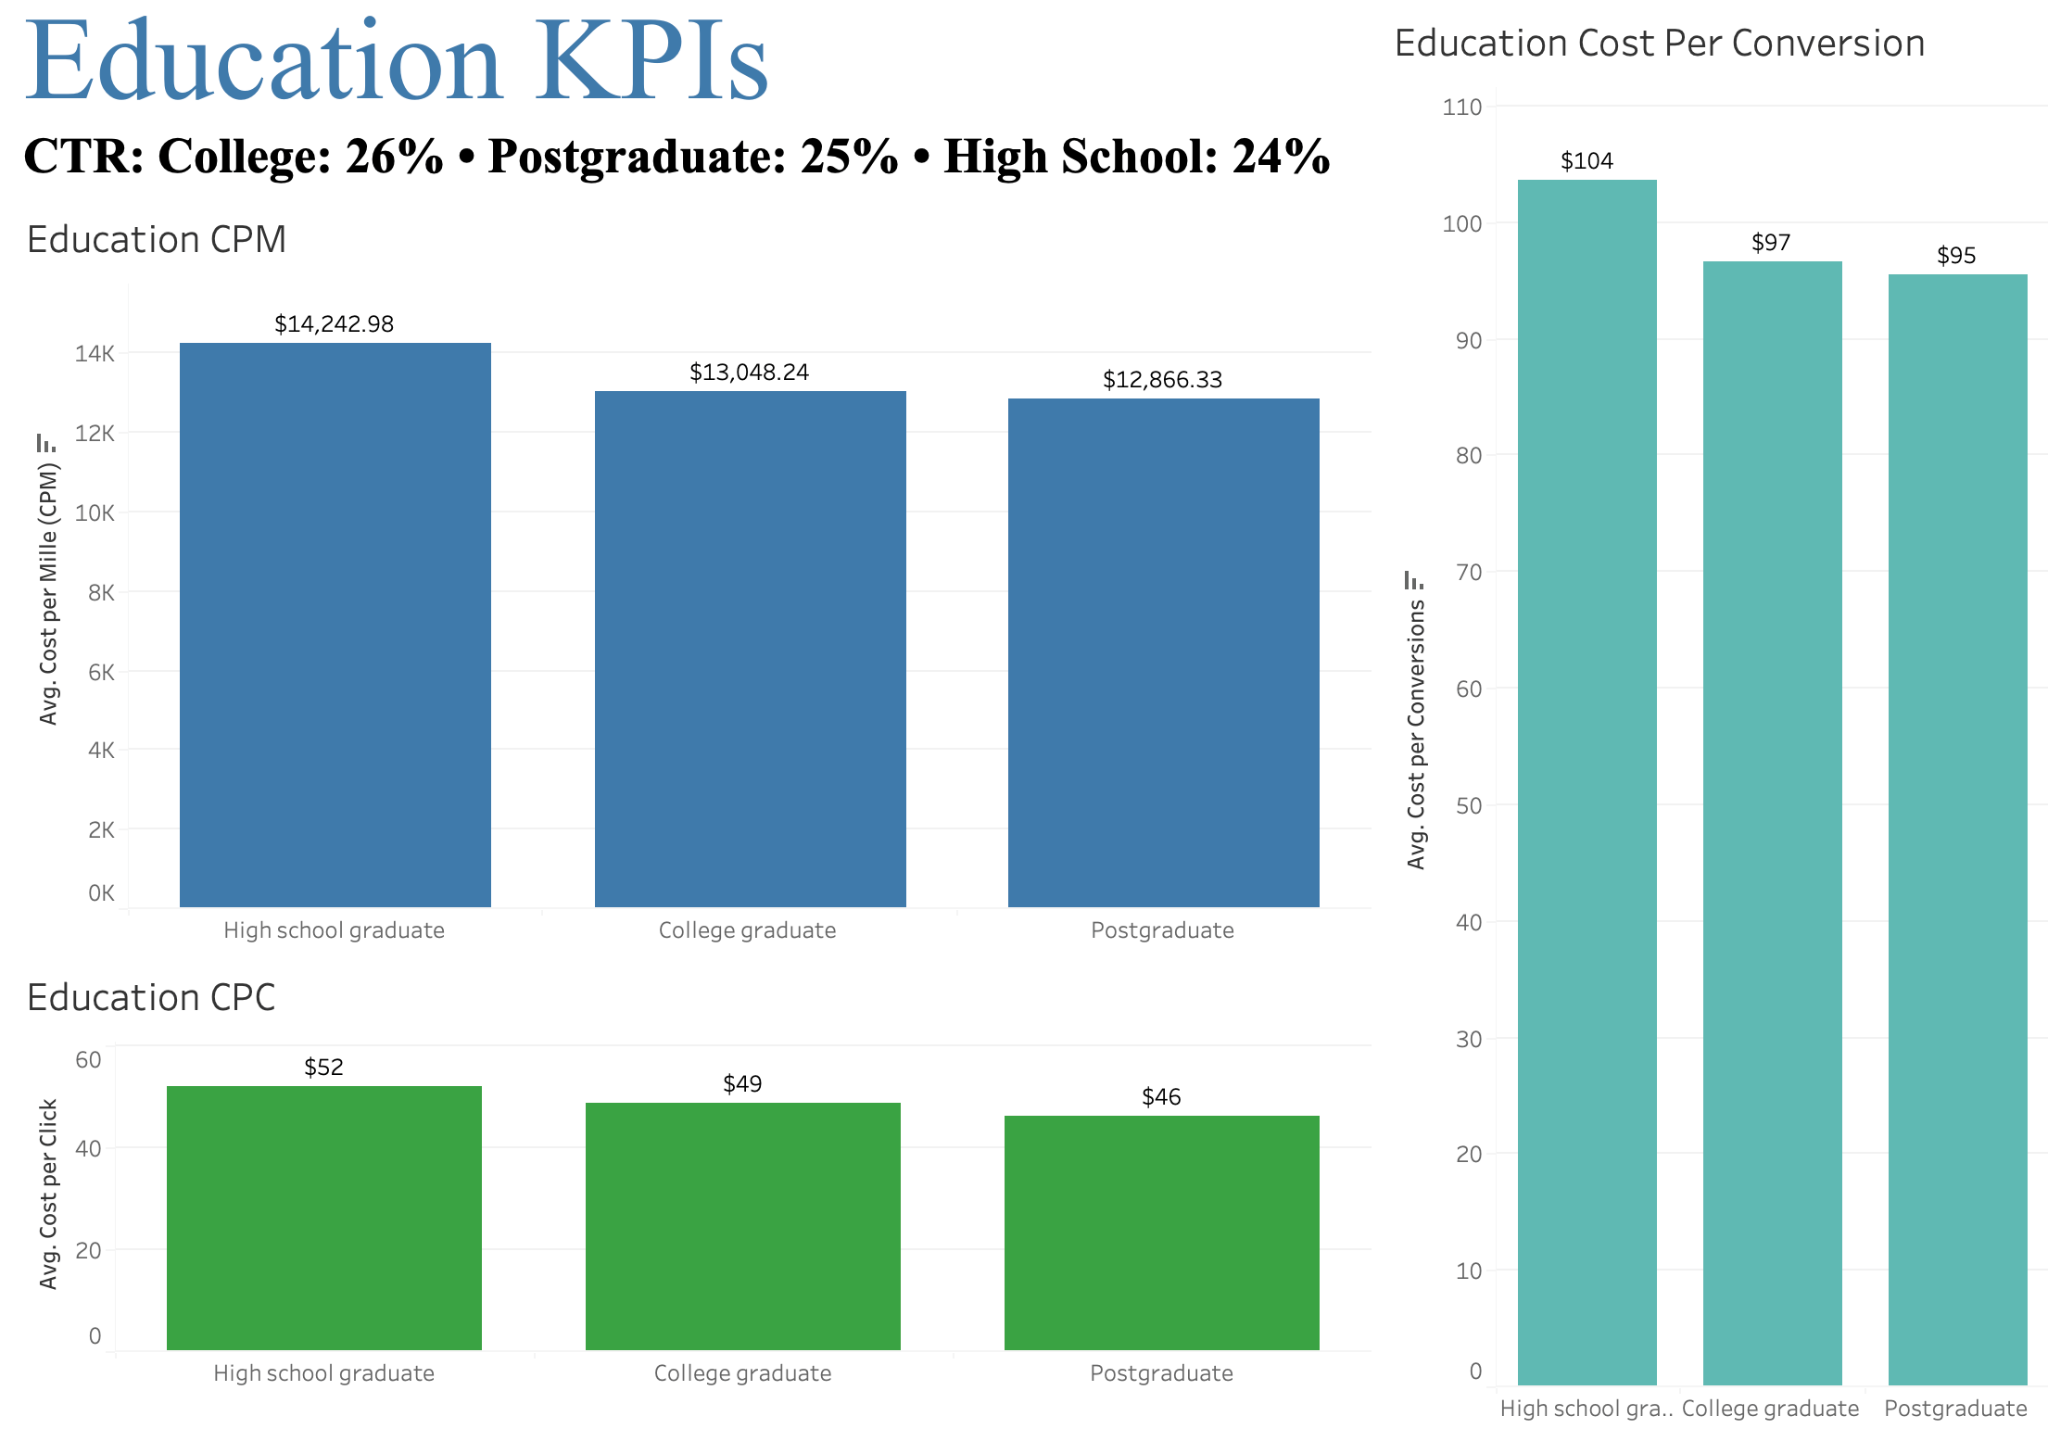 Education KPIs
CTR: College: 26% • Postgraduate: 25% • High School: 24%
Education CPM
Avg. Cost per Mille (CPM)
14K
12K
10K
8K
6K
4K
2K
0K
$14,242.98
$13,048.24
$12,866.33
High school graduate
College graduate
Postgraduate
Education CPC
Avg. Cost per Click
60
40
20
0
$52
$49
$46
High school graduate
College graduate
Postgraduate
Education Cost Per Conversion
Avg. Cost per Conversions
110
100
90
80
70
60
50
40
30
20
10
0
$104
$97
$95
High school gra..
College graduate
Postgraduate